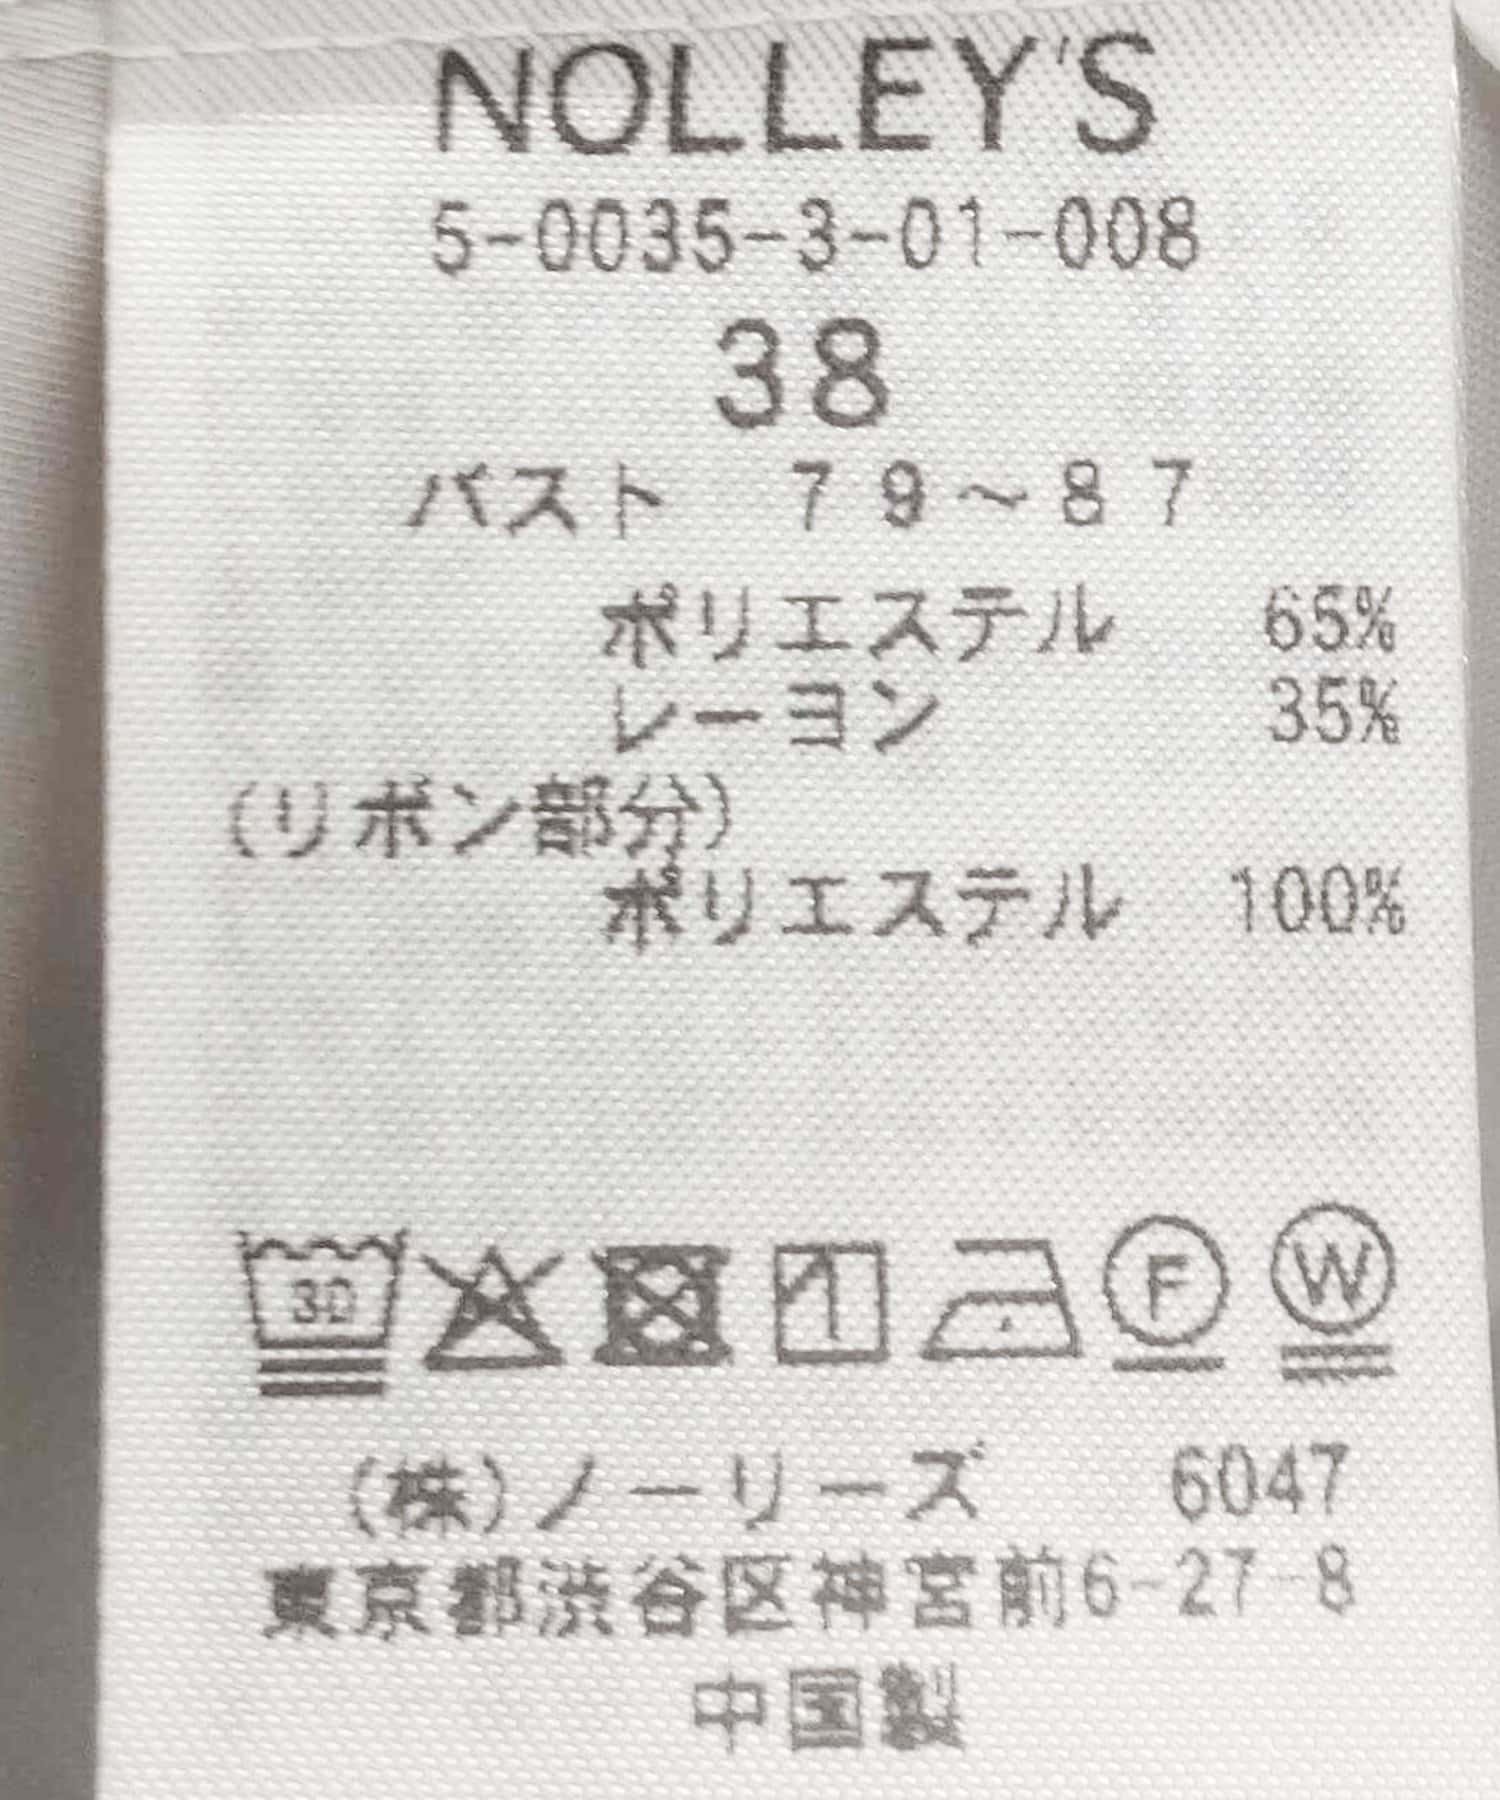 NOLLEY'S
5-0035-3-01-008
38
バスト 79～87
ポリエステル 65%
レーヨン 35%
(リボン部分)
ポリエステル 100%
30 F W
(株)ノーリーズ 6047
東京都渋谷区神宮前6-27-8
中国製